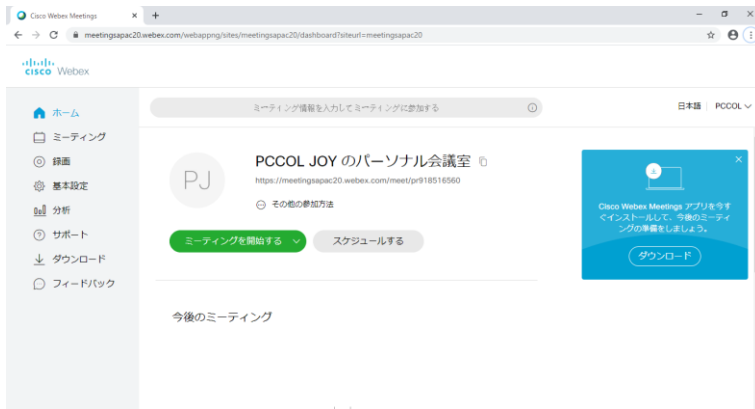 Cisco Webex Meetings
meetingsapac20.webex.com/webappng/sites/meetingsapac20/dashboard?siteurl=meetingsapac20
CISCO Webex
ミーティング情報を入力してミーティングに参加する
日本語 PCCOL
ホーム
ミーティング
録画
基本設定
分析
サポート
ダウンロード
フィードバック
PJ
PCCOL JOY のパーソナル会議室
https://meetingsapac20.webex.com/meet/pr918516560
その他の参加方法
ミーティングを開始する
スケジュールする
Cisco Webex Meetings アプリを今す
ぐインストールして、今後のミーティ
ングの準備をしましょう。
ダウンロード
今後のミーティング